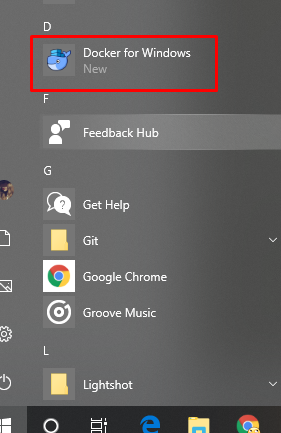 D
Docker for Windows
New
F
Feedback Hub
G
Get Help
Git
Google Chrome
Groove Music
L
Lightshot